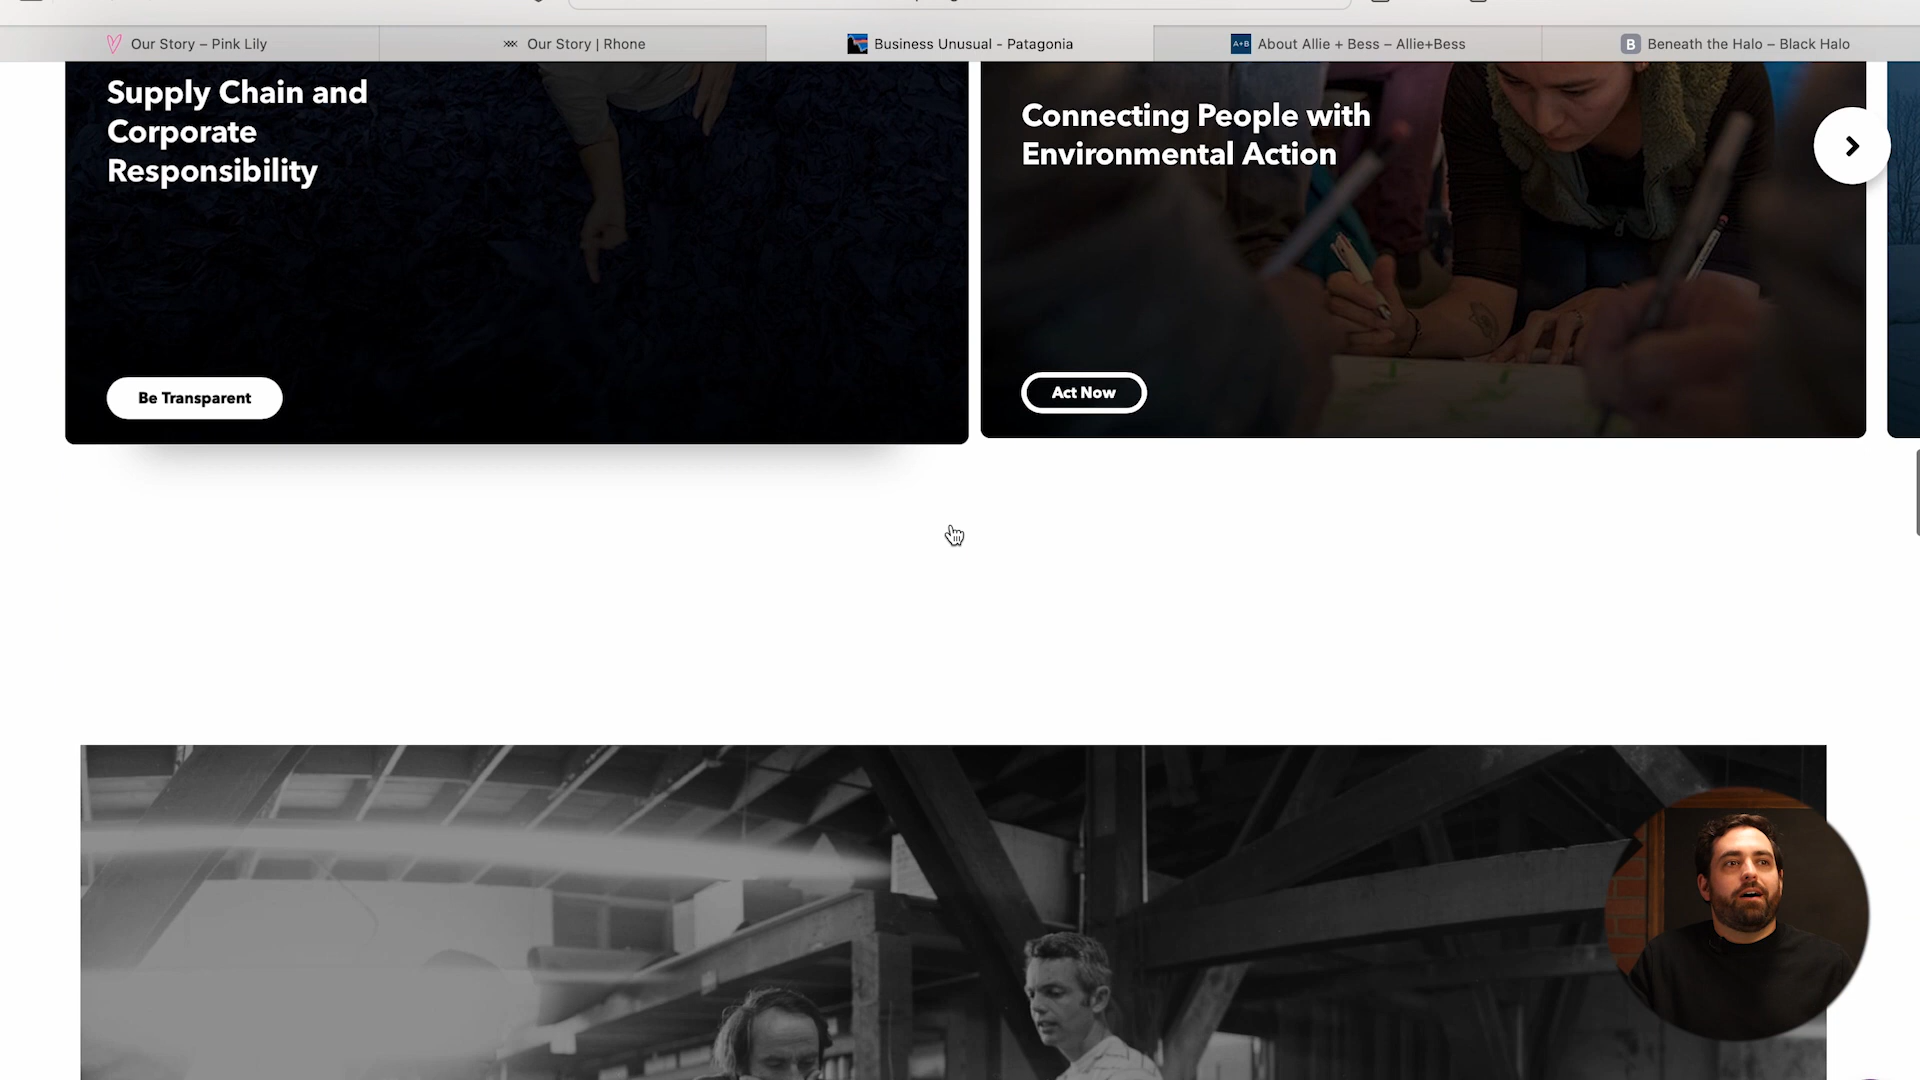 Our Story – Pink Lily
Our Story | Rhone
Business Unusual - Patagonia
A+B About Allie + Bess – Allie+Bess
B Beneath the Halo – Black Halo
Supply Chain and
Corporate
Responsibility
Connecting People with
Environmental Action
Be Transparent
Act Now